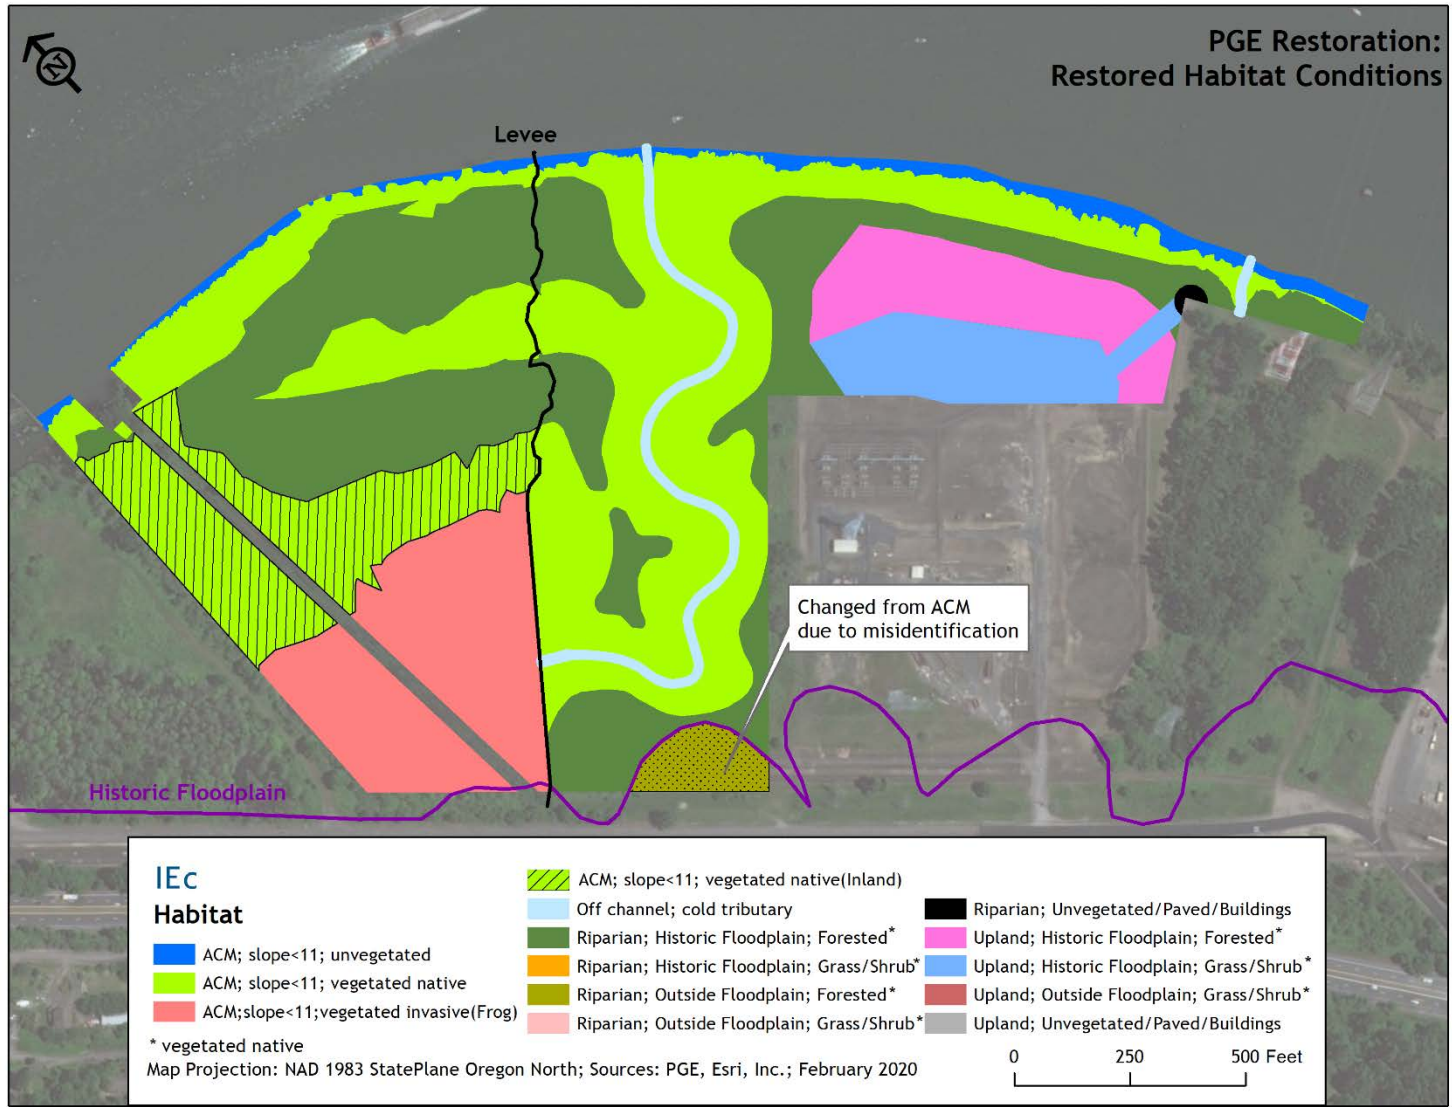 PGE Restoration:
Restored Habitat Conditions
N
Levee
Changed from ACM
due to misidentification
Historic Floodplain
IEc
Habitat
ACM; slope<11; unvegetated
ACM; slope<11; vegetated native
ACM;slope<11;vegetated invasive(Frog)
* vegetated native
ACM; slope<11; vegetated native(Inland)
Off channel; cold tributary
Riparian; Historic Floodplain; Forested*
Riparian; Historic Floodplain; Grass/Shrub*
Riparian; Outside Floodplain; Forested*
Riparian; Outside Floodplain; Grass/Shrub*
Riparian; Unvegetated/Paved/Buildings
Upland; Historic Floodplain; Forested*
Upland; Historic Floodplain; Grass/Shrub*
Upland; Outside Floodplain; Grass/Shrub*
Upland; Unvegetated/Paved/Buildings
Map Projection: NAD 1983 StatePlane Oregon North; Sources: PGE, Esri, Inc.; February 2020
0 250 500 Feet